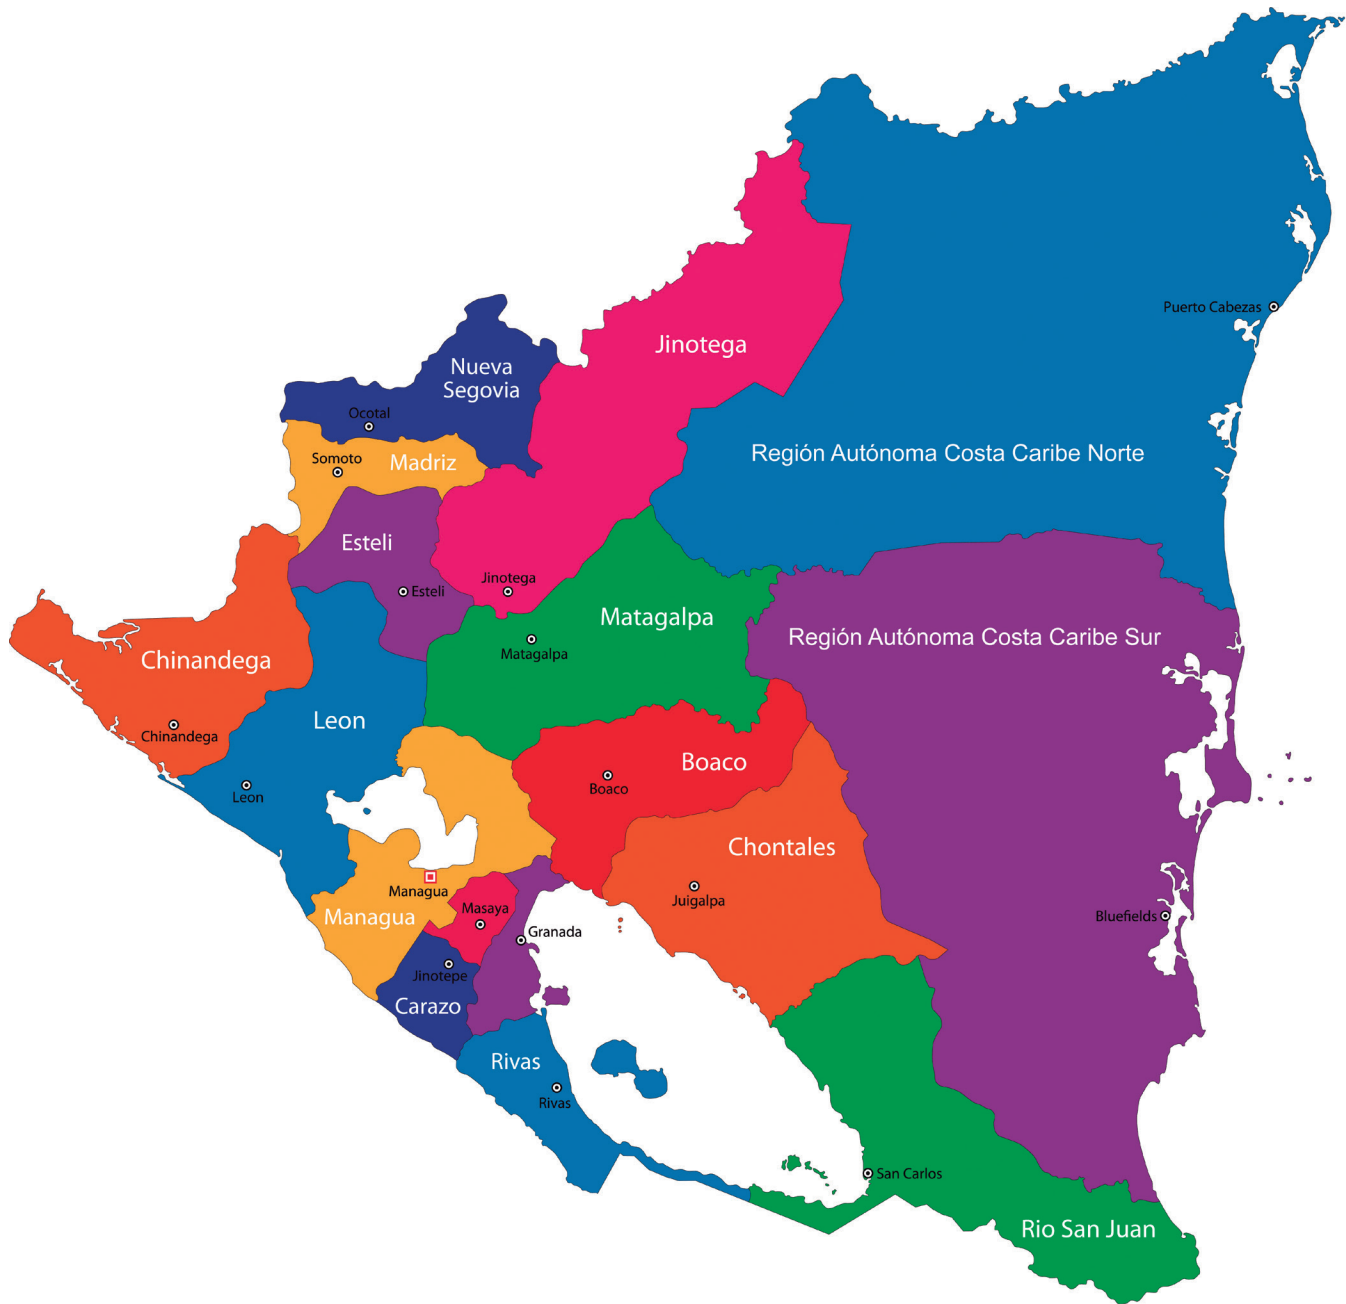 Puerto Cabezas
Jinotega
Nueva
Segovia
Ocotal
Región Autónoma Costa Caribe Norte
Somoto
Madriz
Esteli
Jinotega
Esteli
Matagalpa
Región Autónoma Costa Caribe Sur
Matagalpa
Chinandega
Leon
Chinandega
Boaco
Boaco
Leon
Chontales
Managua
Juigalpa
Masaya
Managua
Bluefields
Granada
Jinotepe
Carazo
Rivas
Rivas
San Carlos
Rio San Juan